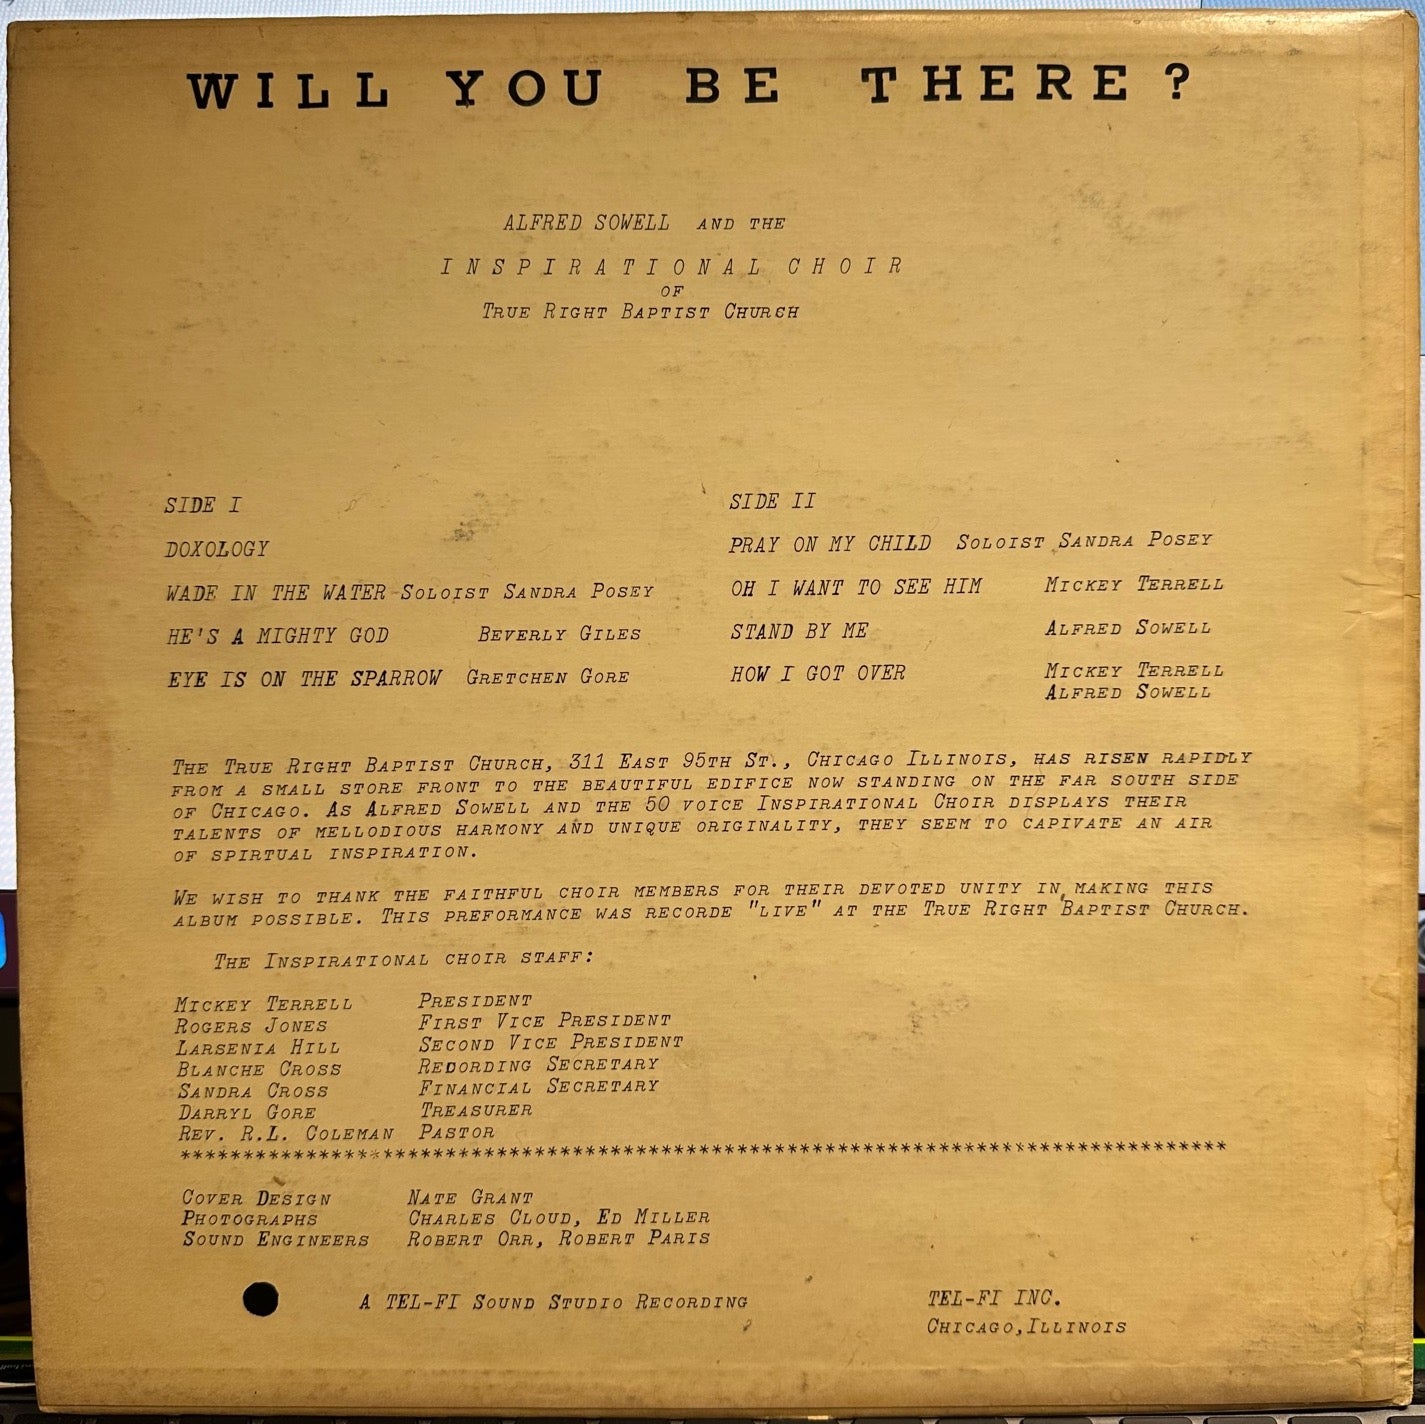 WILL YOU BE THERE?
ALFRED SOWELL AND THE
INSPIRATIONAL CHOIR
OF
TRUE RIGHT BAPTIST CHURCH
SIDE I
DOXOLOGY
WADE IN THE WATER SOLOIST SANDRA POSEY
HE'S A MIGHTY GOD BEVERLY GILES
EYE IS ON THE SPARROW GRETCHEN GORE
SIDE II
PRAY ON MY CHILD SOLOIST SANDRA POSEY
OH I WANT TO SEE HIM MICKEY TERRELL
STAND BY ME ALFRED SOWELL
HOW I GOT OVER MICKEY TERRELL
ALFRED SOWELL
THE TRUE RIGHT BAPTIST CHURCH, 311 EAST 95TH ST., CHICAGO ILLINOIS, HAS RISEN RAPIDLY
FROM A SMALL STORE FRONT TO THE BEAUTIFUL EDIFICE NOW STANDING ON THE FAR SOUTH SIDE
OF CHICAGO. AS ALFRED SOWELL AND THE 50 VOICE INSPIRATIONAL CHOIR DISPLAYS THEIR
TALENTS OF MELLODIOUS HARMONY AND UNIQUE ORIGINALITY, THEY SEEM TO CAPIVATE AN AIR
OF SPIRTUAL INSPIRATION.
WE WISH TO THANK THE FAITHFUL CHOIR MEMBERS FOR THEIR DEVOTED UNITY IN MAKING THIS
ALBUM POSSIBLE. THIS PREFORMANCE WAS RECORDE "LIVE" AT THE TRUE RIGHT BAPTIST CHURCH.
THE INSPIRATIONAL CHOIR STAFF:
MICKEY TERRELL PRESIDENT
ROGERS JONES FIRST VICE PRESIDENT
LARSENIA HILL SECOND VICE PRESIDENT
BLANCHE CROSS RECORDING SECRETARY
SANDRA CROSS FINANCIAL SECRETARY
DARRYL GORE TREASURER
REV. R.L. COLEMAN PASTOR
***********************************************************************************
COVER DESIGN NATE GRANT
PHOTOGRAPHS CHARLES CLOUD, ED MILLER
SOUND ENGINEERS ROBERT ORR, ROBERT PARIS
A TEL-FI SOUND STUDIO RECORDING
TEL-FI INC.
CHICAGO, ILLINOIS